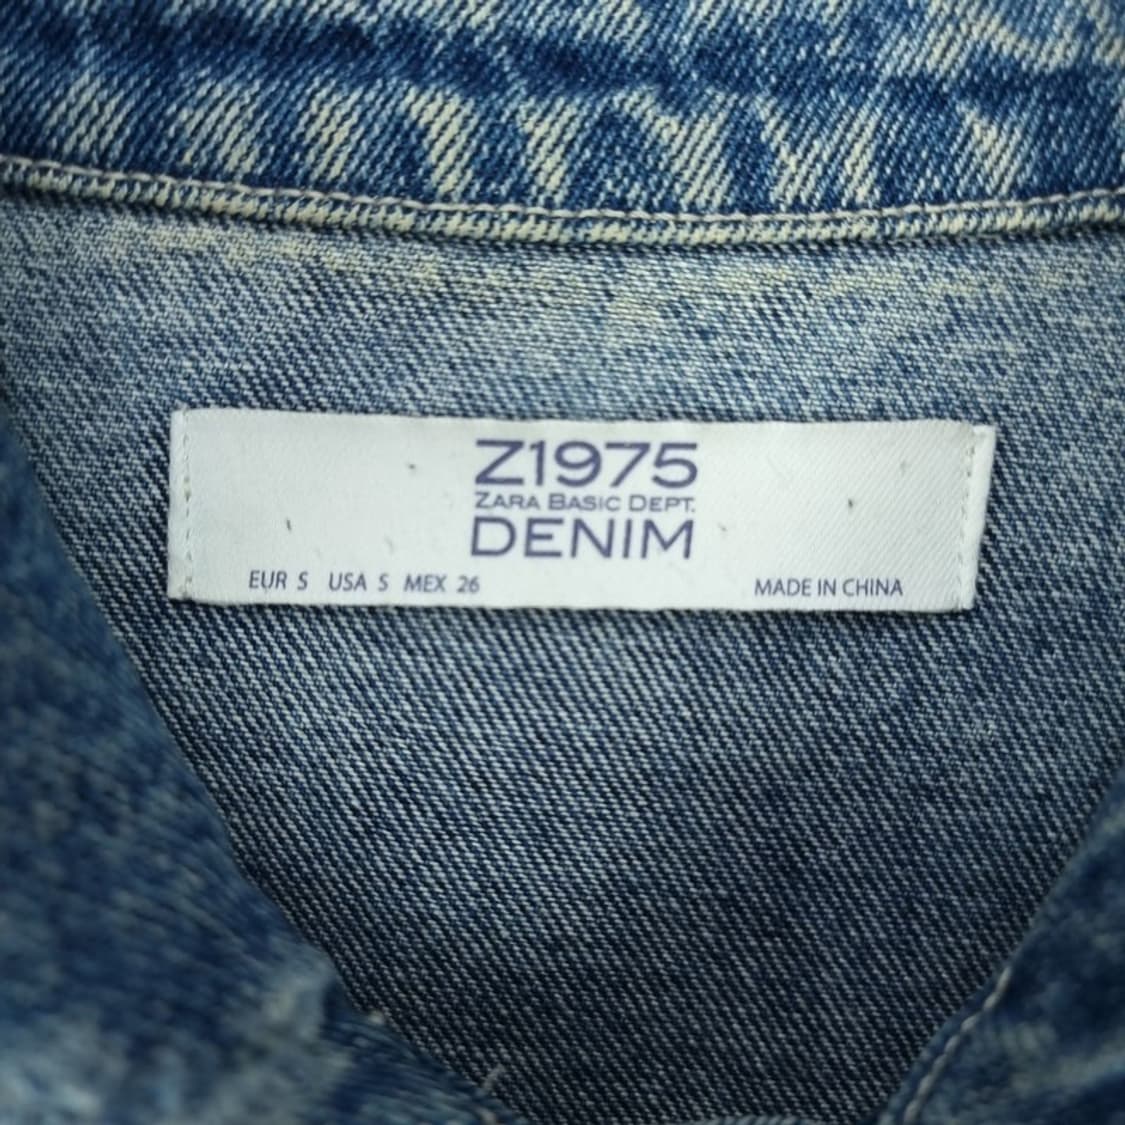 Z1975
ZARA BASIC DEPT.
DENIM
EUR S USA S MEX 26 MADE IN CHINA